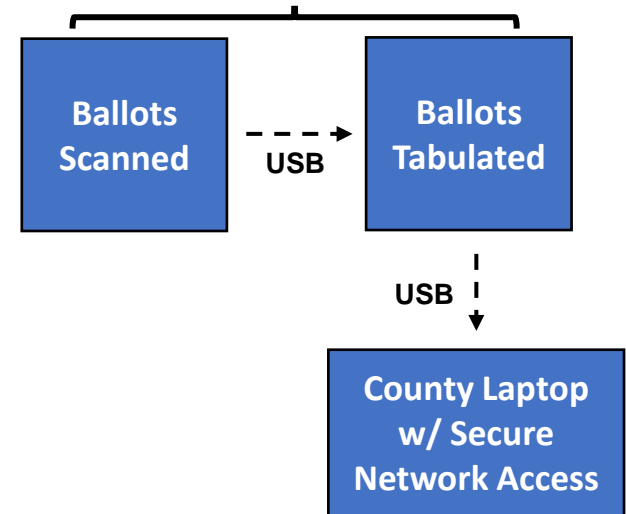 Ballots
Scanned
USB
Ballots
Tabulated
USB
County Laptop
w/ Secure
Network Access